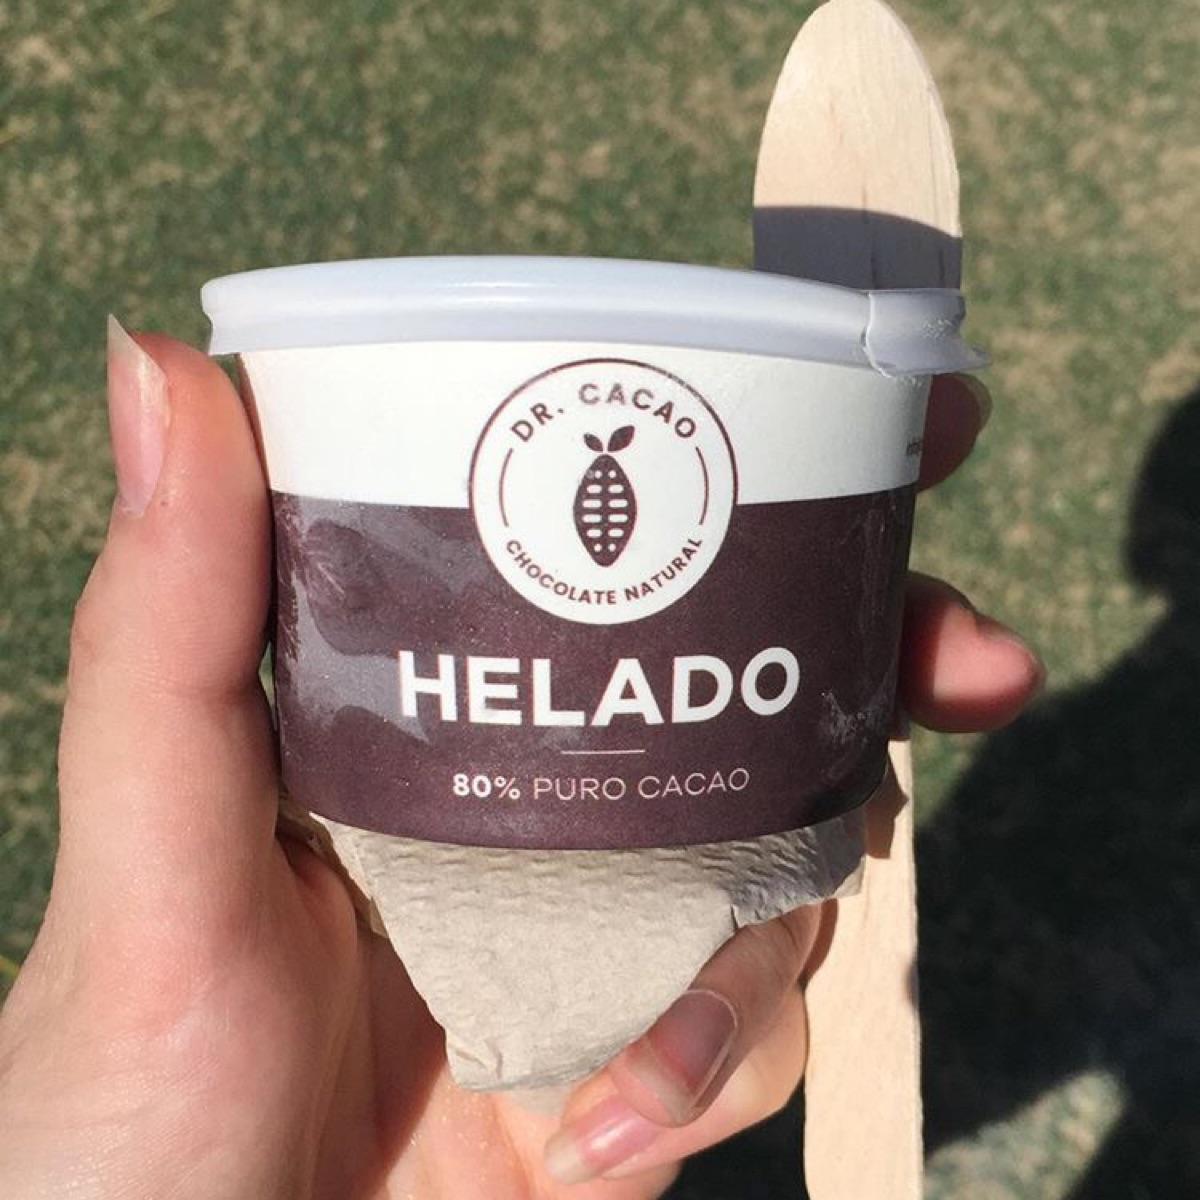 DR. CACAO
CHOCOLATE NATURAL
HELADO
80% PURO CACAO